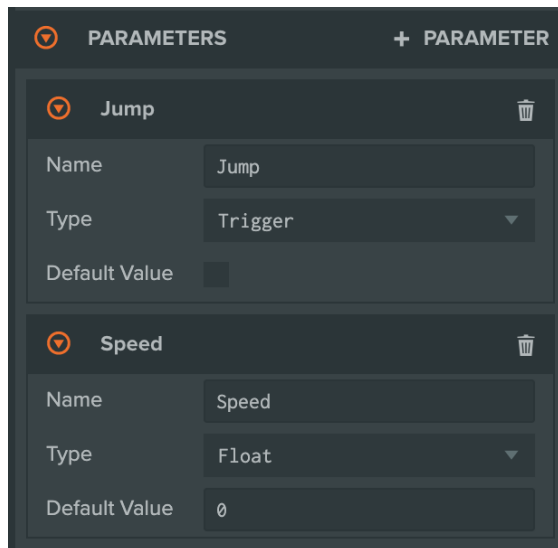 PARAMETERS + PARAMETER
Jump
Name Jump
Type Trigger
Default Value
Speed
Name Speed
Type Float
Default Value 0